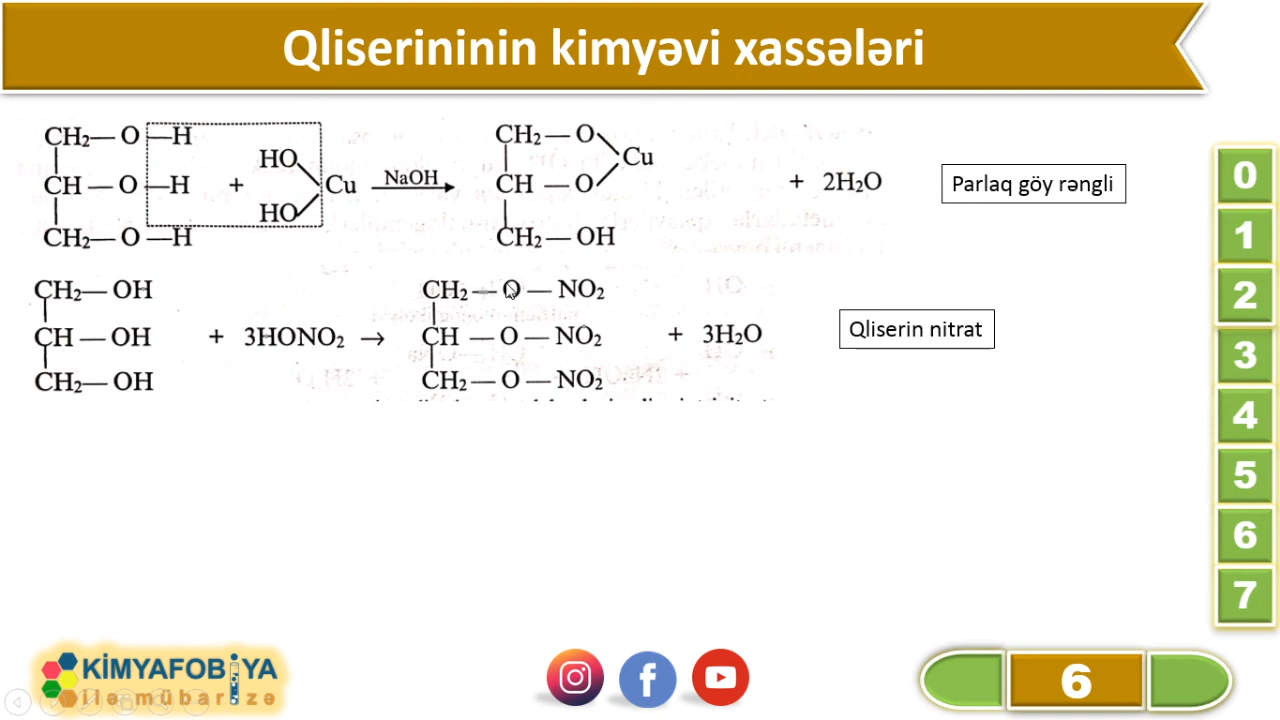 Qliserininin kimyəvi xassələri
CH₂— O —H
HO
CH — O —H + Cu NaOH
HO
CH₂— O —H
CH₂ — O
Cu
CH — O + 2H₂O
CH₂ — OH
Parlaq göy rəngli
CH₂— OH
CH — OH + 3HONO₂ →
CH₂— OH
CH₂ — O — NO₂
CH — O — NO₂ + 3H₂O
CH₂ — O — NO₂
Qliserin nitrat
0
1
2
3
4
5
6
7
KİMYAFOBİYA
ilə mübarizə
6